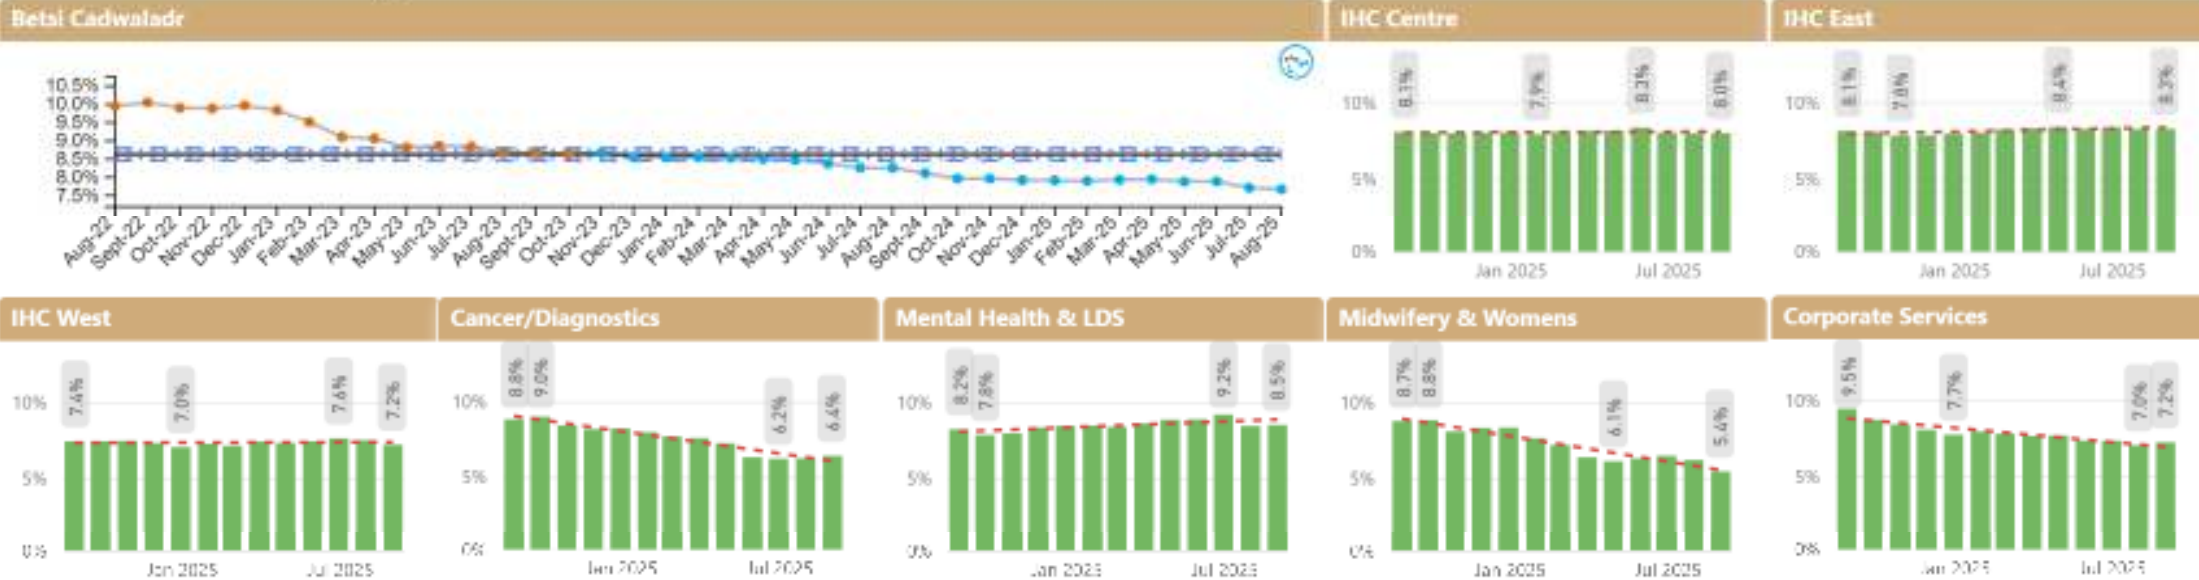 Betsi Cadwaladr
10.5%
10.0%
9.5%
9.0%
8.5%
8.0%
7.5%
Aug-22
Sept-22
Oct-22
Nov-22
Dec-22
Jan-23
Feb-23
Mar-23
Apr-23
May-23
Jun-23
Jul-23
Aug-23
Sept-23
Oct-23
Nov-23
Dec-23
Jan-24
Feb-24
Mar-24
Apr-24
May-24
Jun-24
Jul-24
Aug-24
Sept-24
Oct-24
Nov-24
Dec-24
Jan-25
Feb-25
Mar-25
Apr-25
May-25
Jun-25
Jul-25
Aug-25
IHC Centre
8.1%
7.9%
8.3%
8.0%
10%
5%
0%
Jan 2025
Jul 2025
IHC East
8.1%
7.8%
8.4%
8.3%
10%
5%
0%
Jan 2025
Jul 2025
IHC West
7.4%
7.0%
7.6%
7.2%
10%
5%
0%
Jan 2025
Jul 2025
Cancer/Diagnostics
8.8%
9.0%
6.2%
6.4%
10%
5%
0%
Jan 2025
Jul 2025
Mental Health & LDS
8.2%
7.8%
9.2%
8.5%
10%
5%
0%
Jan 2025
Jul 2025
Midwifery & Womens
8.7%
8.8%
6.1%
5.4%
10%
5%
0%
Jan 2025
Jul 2025
Corporate Services
9.5%
7.7%
7.0%
7.2%
10%
5%
0%
Jan 2025
Jul 2025